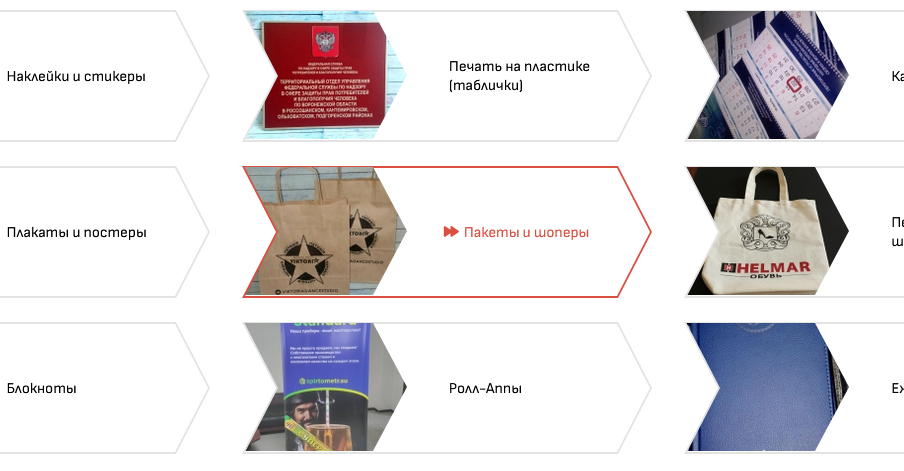 Наклейки и стикеры
ФЕДЕРАЛЬНАЯ СЛУЖБА
ПО НАДЗОРУ В СФЕРЕ ЗАЩИТЫ ПРАВ
ПОТРЕБИТЕЛЕЙ И БЛАГОПОЛУЧИЯ ЧЕЛОВЕКА
ТЕРРИТОРИАЛЬНЫЙ ОТДЕЛ УПРАВЛЕНИЯ
ФЕДЕРАЛЬНОЙ СЛУЖБЫ ПО НАДЗОРУ
В СФЕРЕ ЗАЩИТЫ ПРАВ ПОТРЕБИТЕЛЕЙ
И БЛАГОПОЛУЧИЯ ЧЕЛОВЕКА
ПО ВОРОНЕЖСКОЙ ОБЛАСТИ
В РОССОШАНСКОМ, КАНТЕМИРОВСКОМ,
ОЛЬХОВАТСКОМ, ПОДГОРЕНСКОМ РАЙОНАХ
Печать на пластике
(таблички)
Ка
Плакаты и постеры
Пакеты и шоперы
HELMAR
ОБУВЬ
Пе
ш
Блокноты
spirtometr.su
Ролл-Аппы
Еж